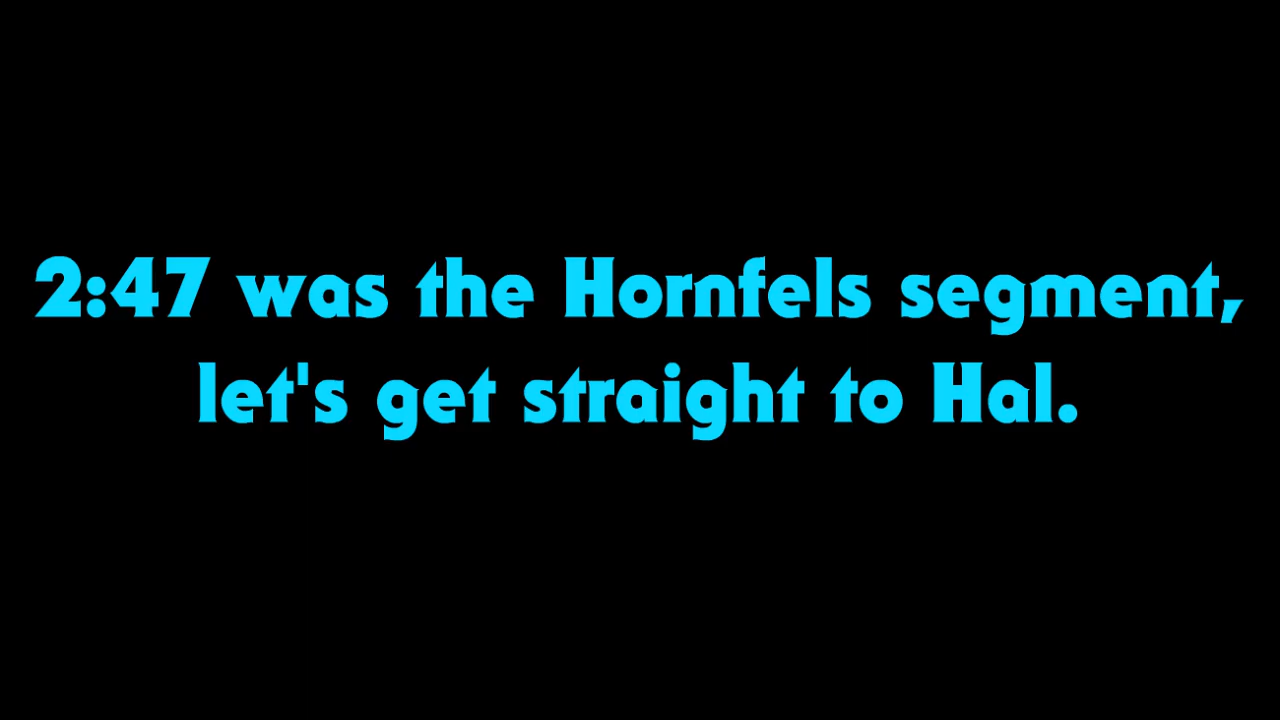 2:47 was the Hornfels segment,
let's get straight to Hal.